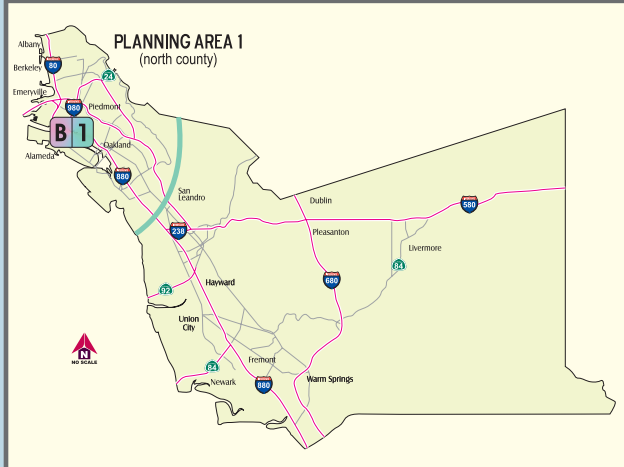 PLANNING AREA 1
(north county)
Albany
80
Berkeley
24
Emeryville
980
Piedmont
B 1
Oakland
Alameda
880
San
Leandro
Dublin
580
238
Pleasanton
Livermore
84
680
Hayward
92
Union
City
N
NO SCALE
Fremont
84
Newark
880
Warm Springs